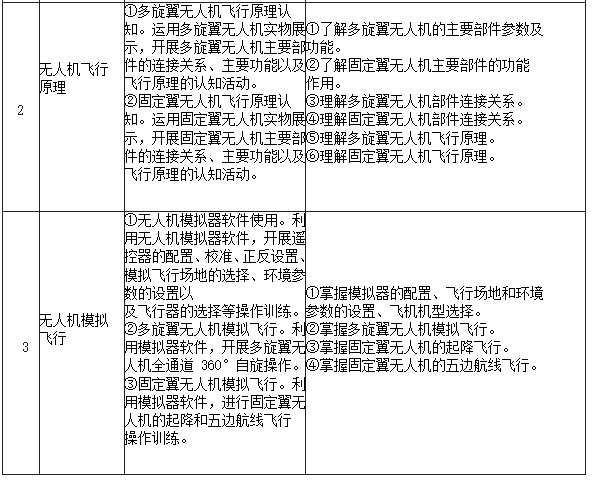 2
无人机飞行
原理
①多旋翼无人机飞行原理认
知。运用多旋翼无人机实物展
示，开展多旋翼无人机主要部
件的连接关系、主要功能以及
飞行原理的认知活动。
②固定翼无人机飞行原理认
知。运用固定翼无人机实物展
示，开展固定翼无人机主要部
件的连接关系、主要功能以及
飞行原理的认知活动。
①了解多旋翼无人机的主要部件参数及
功能。
②了解固定翼无人机主要部件的功能
作用。
③理解多旋翼无人机部件连接关系。
④理解固定翼无人机部件连接关系。
⑤理解多旋翼无人机飞行原理。
⑥理解固定翼无人机飞行原理。
3
无人机模拟
飞行
①无人机模拟器软件使用。利
用无人机模拟器软件，开展遥
控器的配置、校准、正反设置、
模拟飞行场地的选择、环境参
数的设置以
及飞行器的选择等操作训练。
②多旋翼无人机模拟飞行。利
用模拟器软件，开展多旋翼无
人机全通道 360°自旋操作。
③固定翼无人机模拟飞行。利
用模拟器软件，进行固定翼无
人机的起降和五边航线飞行
操作训练。
①掌握模拟器的配置、飞行场地和环境
参数的设置、飞机机型选择。
②掌握多旋翼无人机模拟飞行。
③掌握固定翼无人机的起降飞行。
④掌握固定翼无人机的五边航线飞行。